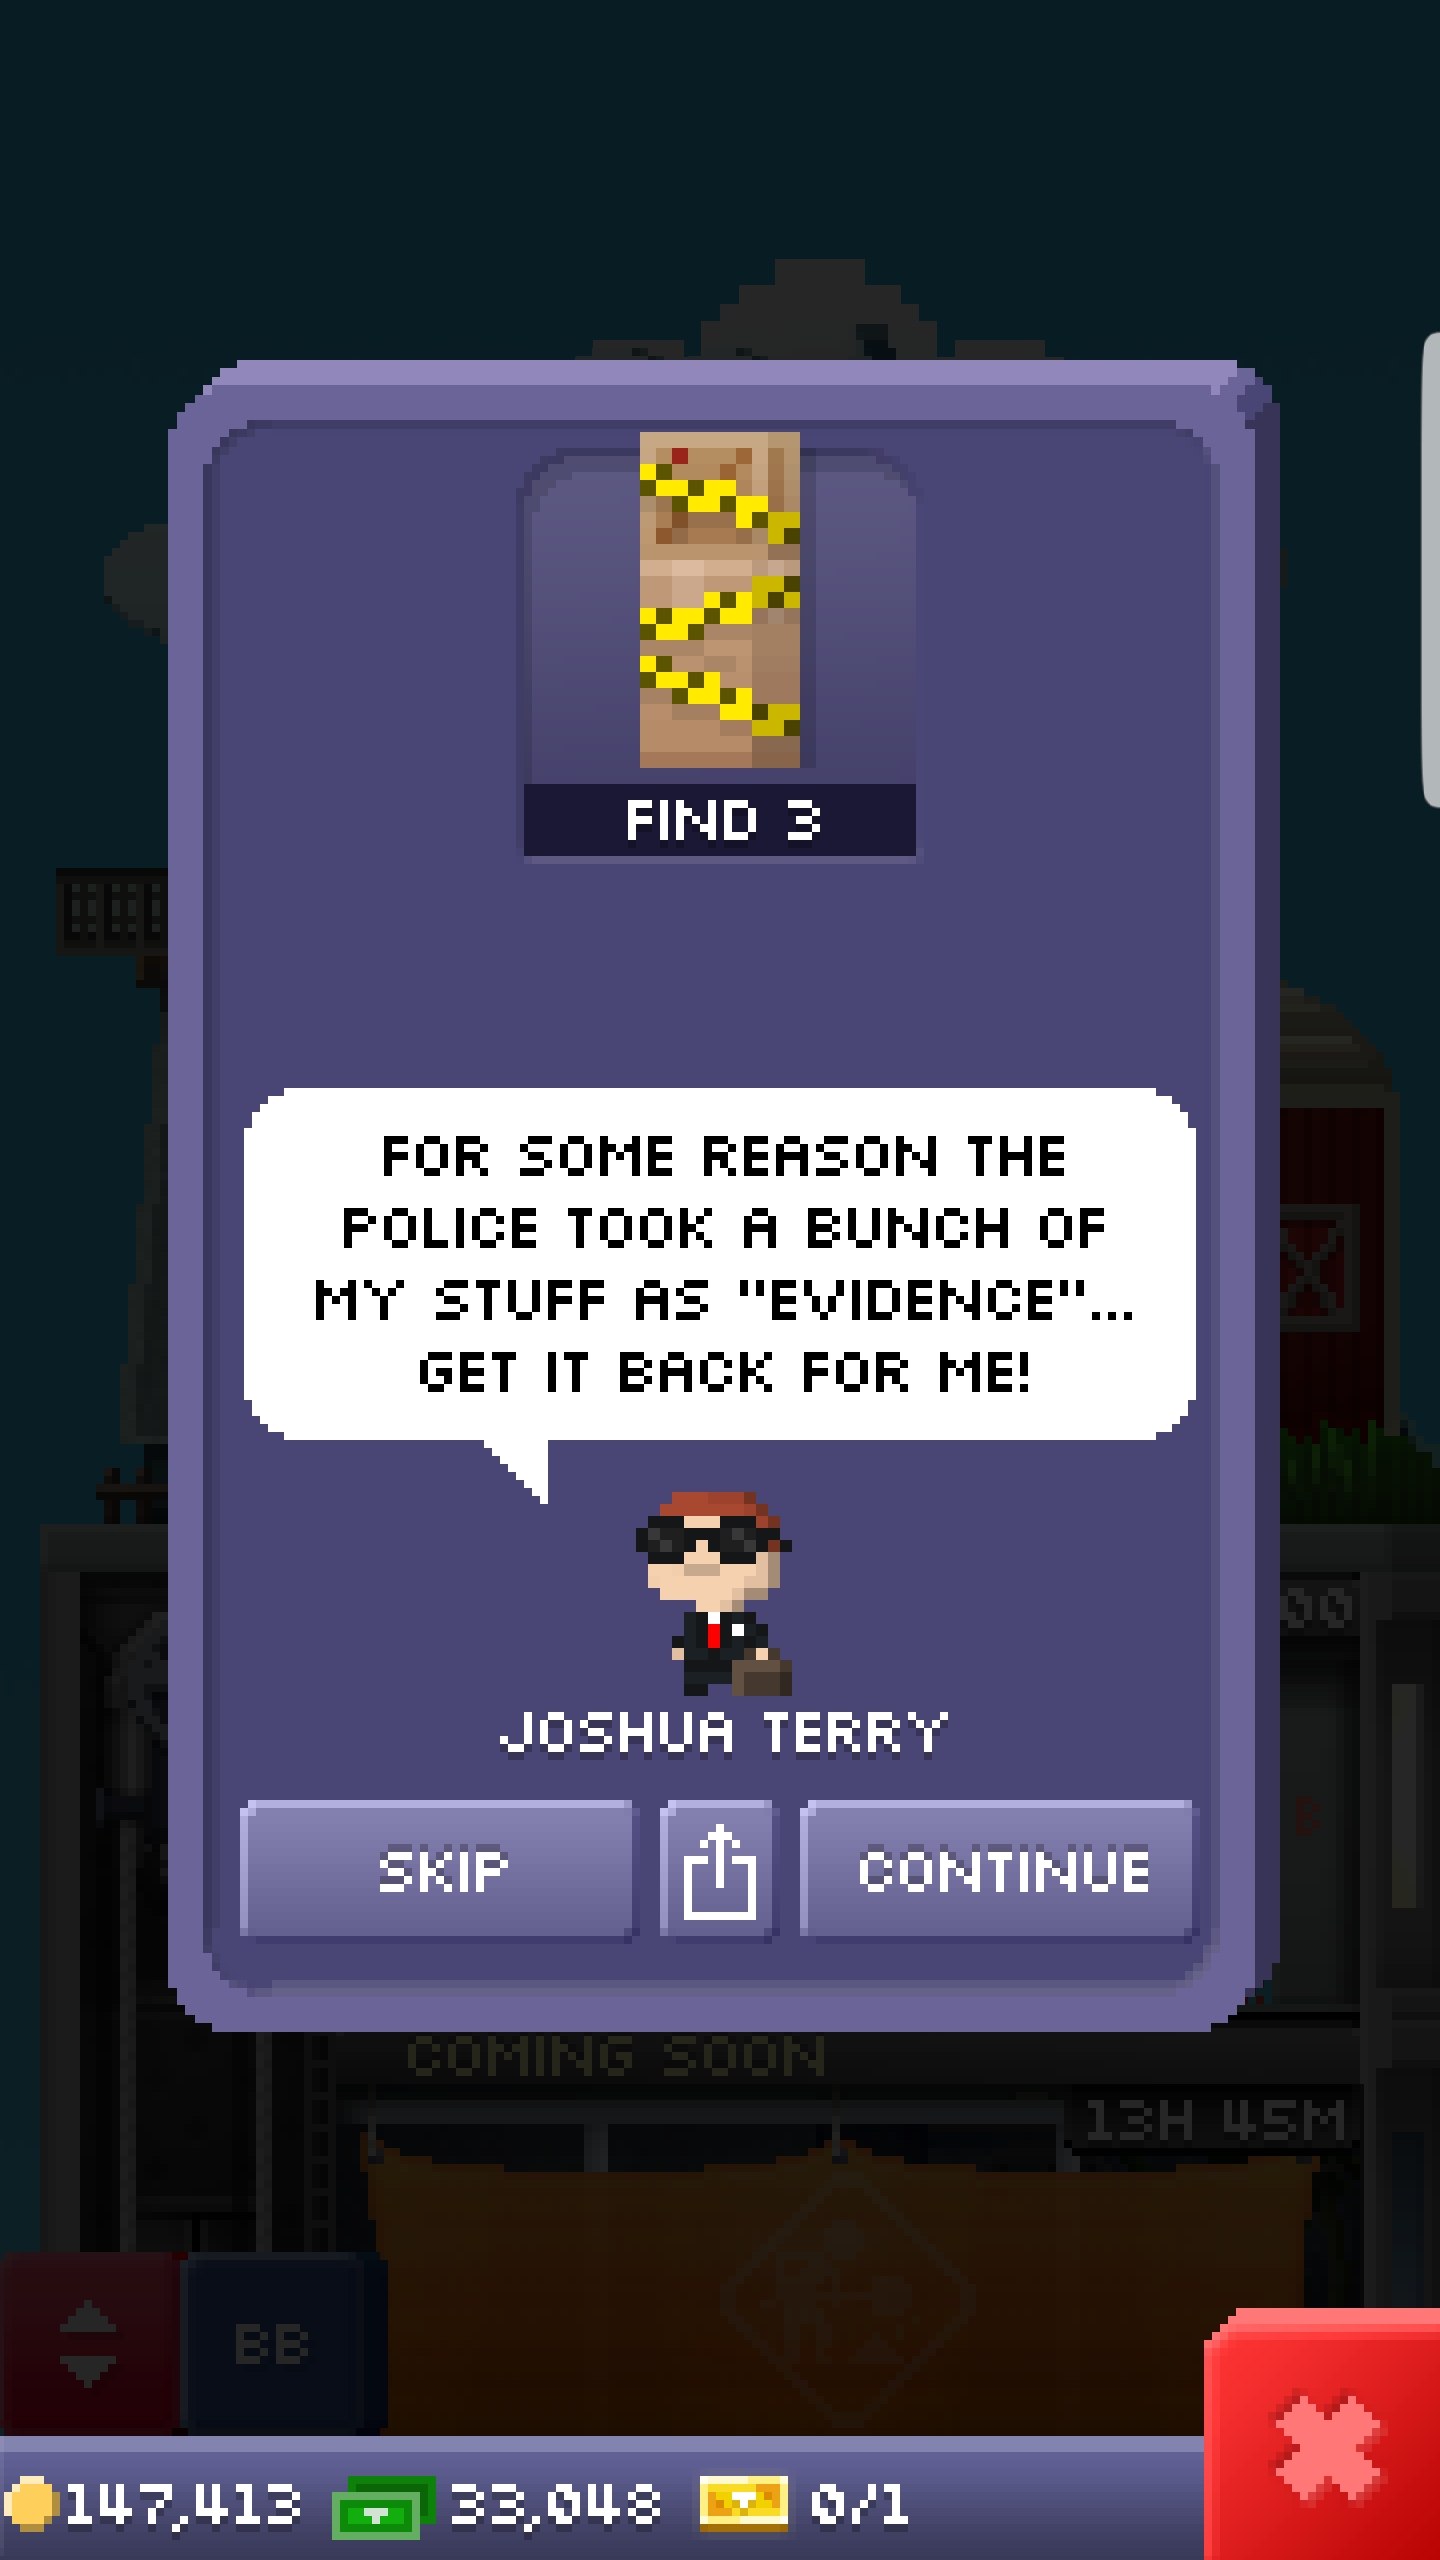 FIND 3
FOR SOME REASON THE
POLICE TOOK A BUNCH OF
MY STUFF AS "EVIDENCE"...
GET IT BACK FOR ME!
JOSHUA TERRY
SKIP
CONTINUE
00
B
COMING SOON
13H 45M
BB
147,413
33,048
0/1